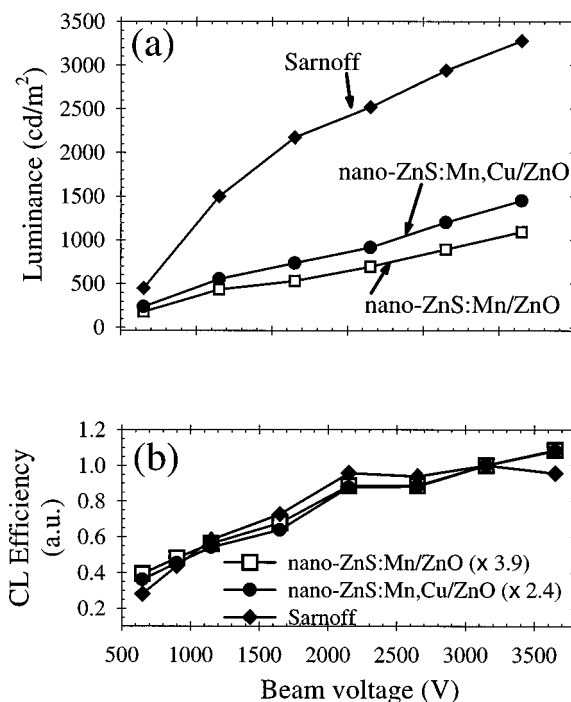 (a)
3500
3000
2500
2000
1500
1000
500
0
Luminance (cd/m²)
Sarnoff
nano-ZnS:Mn,Cu/ZnO
nano-ZnS:Mn/ZnO
(b)
1.2
1.0
0.8
0.6
0.4
0.2
CL Efficiency
(a.u.)
nano-ZnS:Mn/ZnO (x 3.9)
nano-ZnS:Mn,Cu/ZnO (x 2.4)
Sarnoff
500 1000 1500 2000 2500 3000 3500
Beam voltage (V)